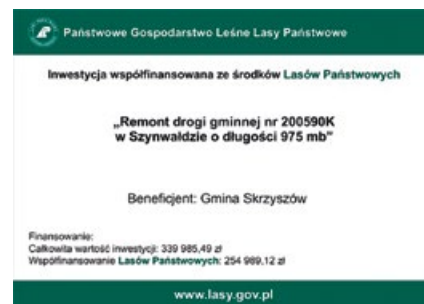 Państwowe Gospodarstwo Leśne Lasy Państwowe
Inwestycja współfinansowana ze środków Lasów Państwowych
„Remont drogi gminnej nr 200590K
w Szynwałdzie o długości 975 mb"
Beneficjent: Gmina Skrzyszów
Finansowanie:
Całkowita wartość inwestycji: 339 985,49 zł
Współfinansowanie Lasów Państwowych: 254 989,12 zł
www.lasy.gov.pl